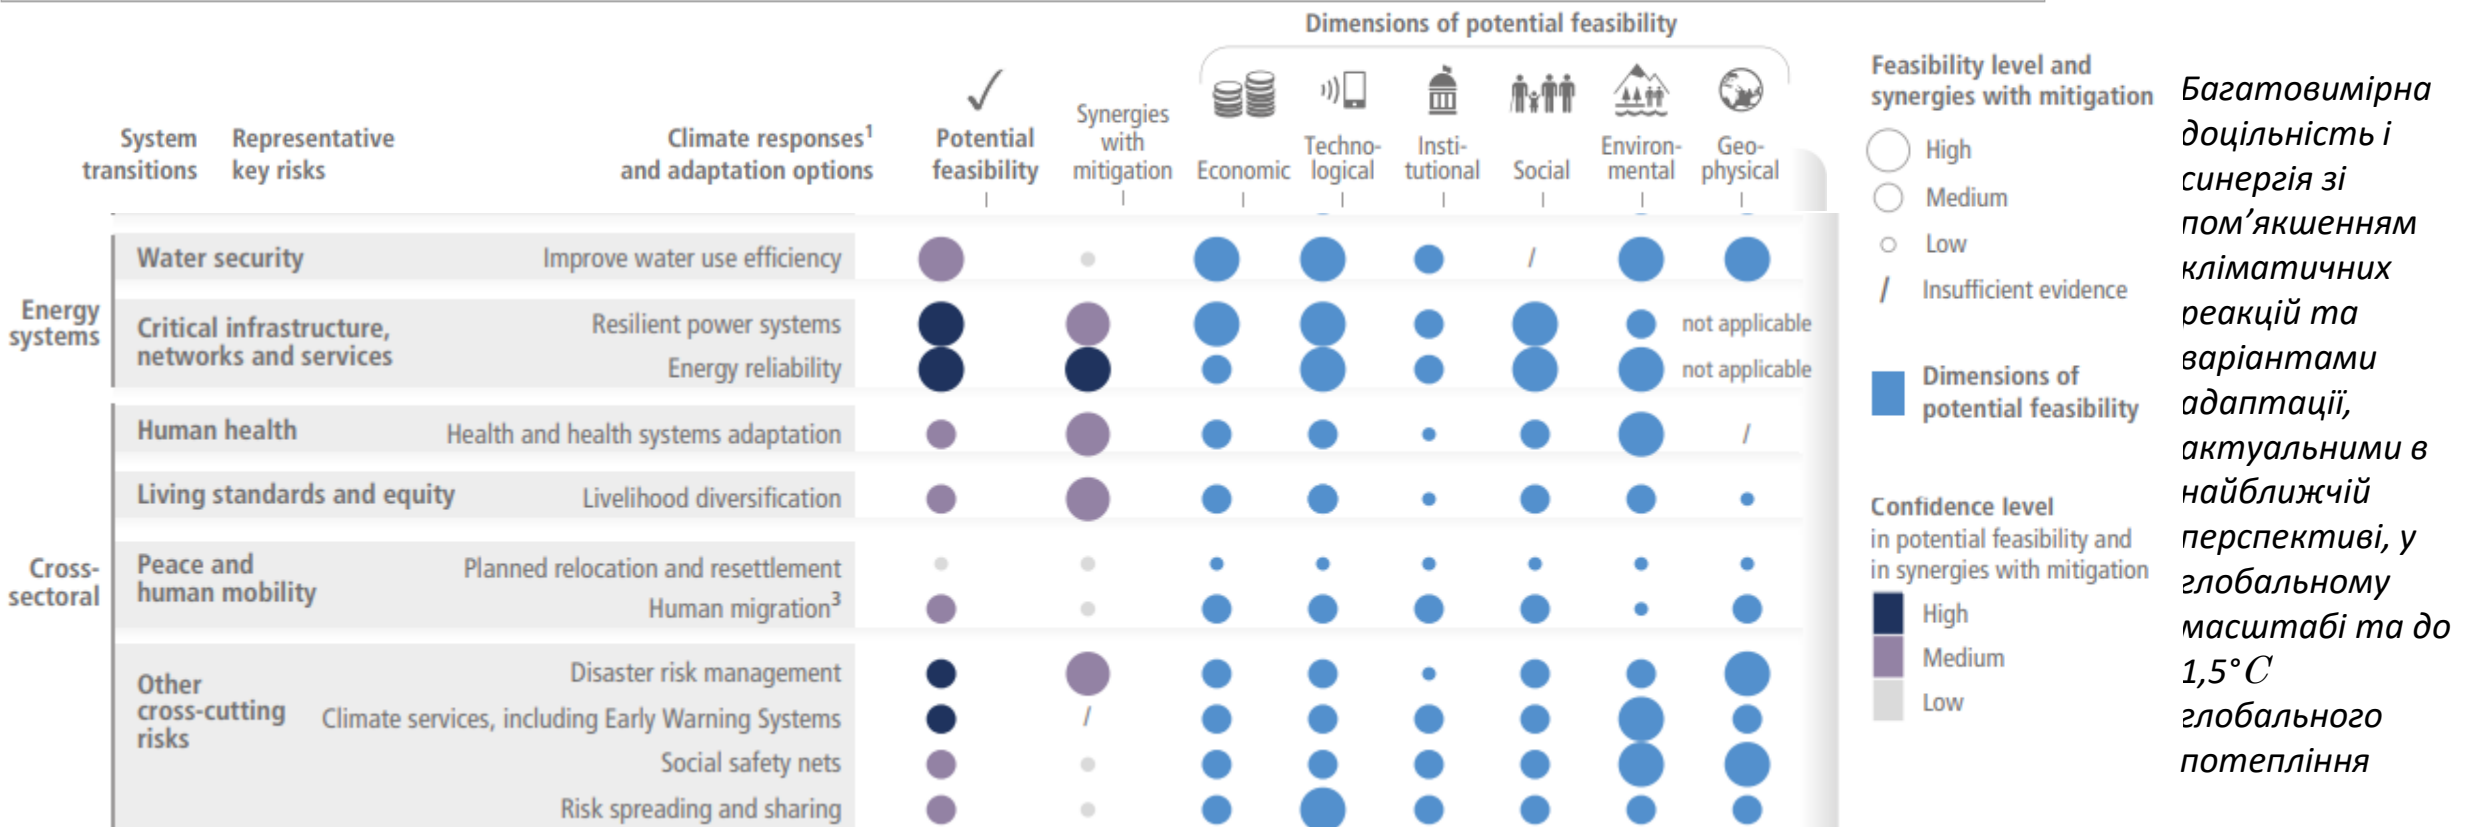 Dimensions of potential feasibility
System transitions
Representative key risks
Climate responses1 and adaptation options
Potential feasibility
Synergies with mitigation
Economic
Techno-
logical
Insti-
tutional
Social
Environ-
mental
Geo-
physical
Energy systems
Water security
Improve water use efficiency
/
Critical infrastructure,
networks and services
Resilient power systems
not applicable
Energy reliability
not applicable
Cross-
sectoral
Human health
Health and health systems adaptation
/
Living standards and equity
Livelihood diversification
Peace and
human mobility
Planned relocation and resettlement
Human migration3
Other
cross-cutting
risks
Disaster risk management
Climate services, including Early Warning Systems
/
Social safety nets
Risk spreading and sharing
Feasibility level and
synergies with mitigation
High
Medium
Low
/ Insufficient evidence
Dimensions of
potential feasibility
Confidence level
in potential feasibility and
in synergies with mitigation
High
Medium
Low
Багатовимірна
доцільність і
синергія зі
пом’якшенням
кліматичних
реакцій та
варіантами
адаптації,
актуальними в
найближчій
перспективі, у
глобальному
масштабі та до
1,5°C
глобального
потепління